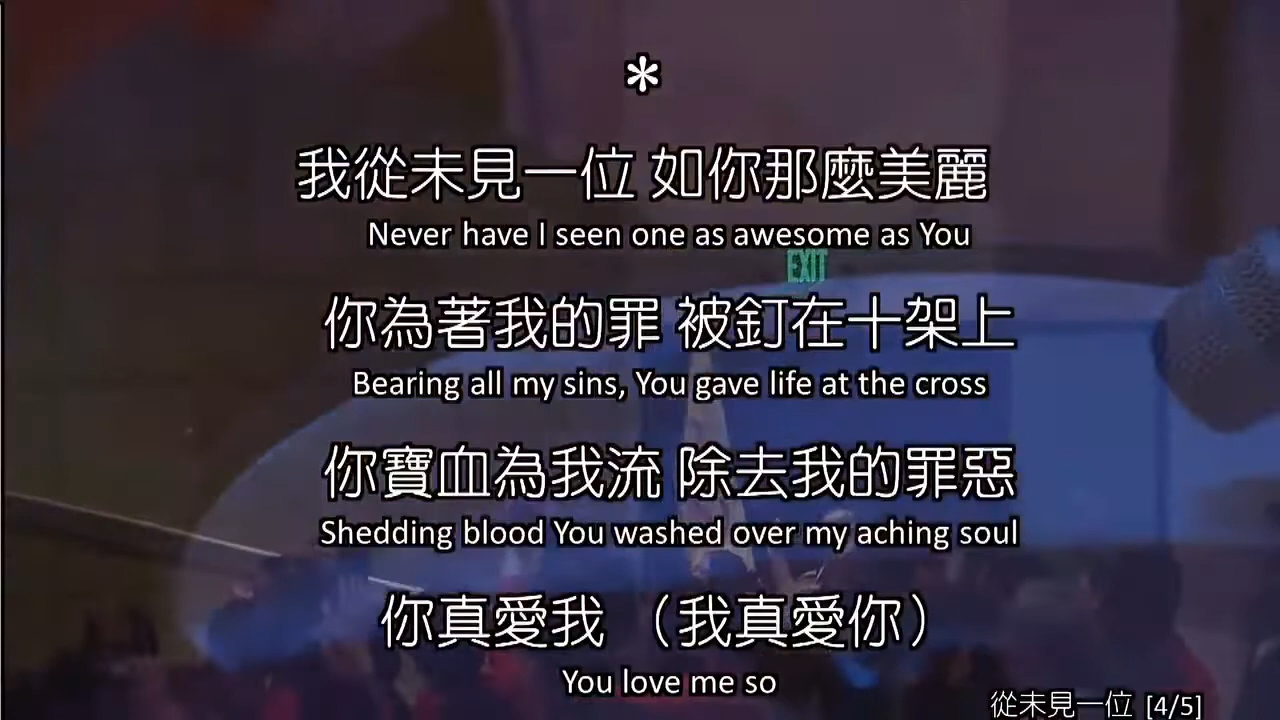 *
我從未見一位 如你那麼美麗
Never have I seen one as awesome as You
EXIT
你為著我的罪 被釘在十架上
Bearing all my sins, You gave life at the cross
你寶血為我流 除去我的罪惡
Shedding blood You washed over my aching soul
你真愛我 （我真愛你）
You love me so
從未見一位 [4/5]